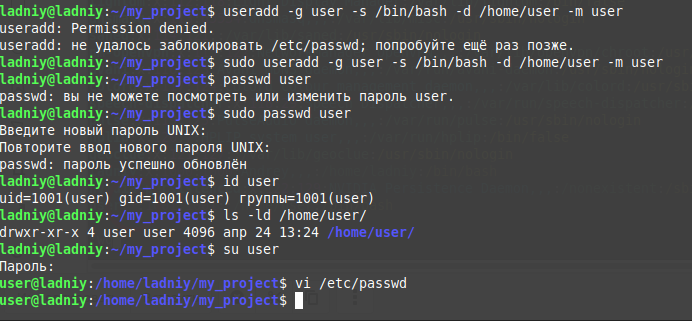 ladniy@ladniy:~/my_project$ useradd -g user -s /bin/bash -d /home/user -m user
useradd: Permission denied.
useradd: не удалось заблокировать /etc/passwd; попробуйте ещё раз позже.
ladniy@ladniy:~/my_project$ sudo useradd -g user -s /bin/bash -d /home/user -m user
ladniy@ladniy:~/my_project$ passwd user
passwd: вы не можете посмотреть или изменить пароль user.
ladniy@ladniy:~/my_project$ sudo passwd user
Введите новый пароль UNIX:
Повторите ввод нового пароля UNIX:
passwd: пароль успешно обновлён
ladniy@ladniy:~/my_project$ id user
uid=1001(user) gid=1001(user) группы=1001(user)
ladniy@ladniy:~/my_project$ ls -ld /home/user/
drwxr-xr-x 4 user user 4096 апр 24 13:24 /home/user/
ladniy@ladniy:~/my_project$ su user
Пароль:
user@ladniy:/home/ladniy/my_project$ vi /etc/passwd
user@ladniy:/home/ladniy/my_project$